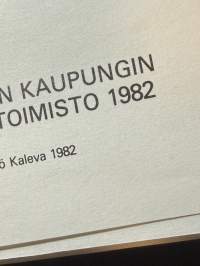 N KAUPUNGIN
TOIMISTO 1982
ö Kaleva 1982